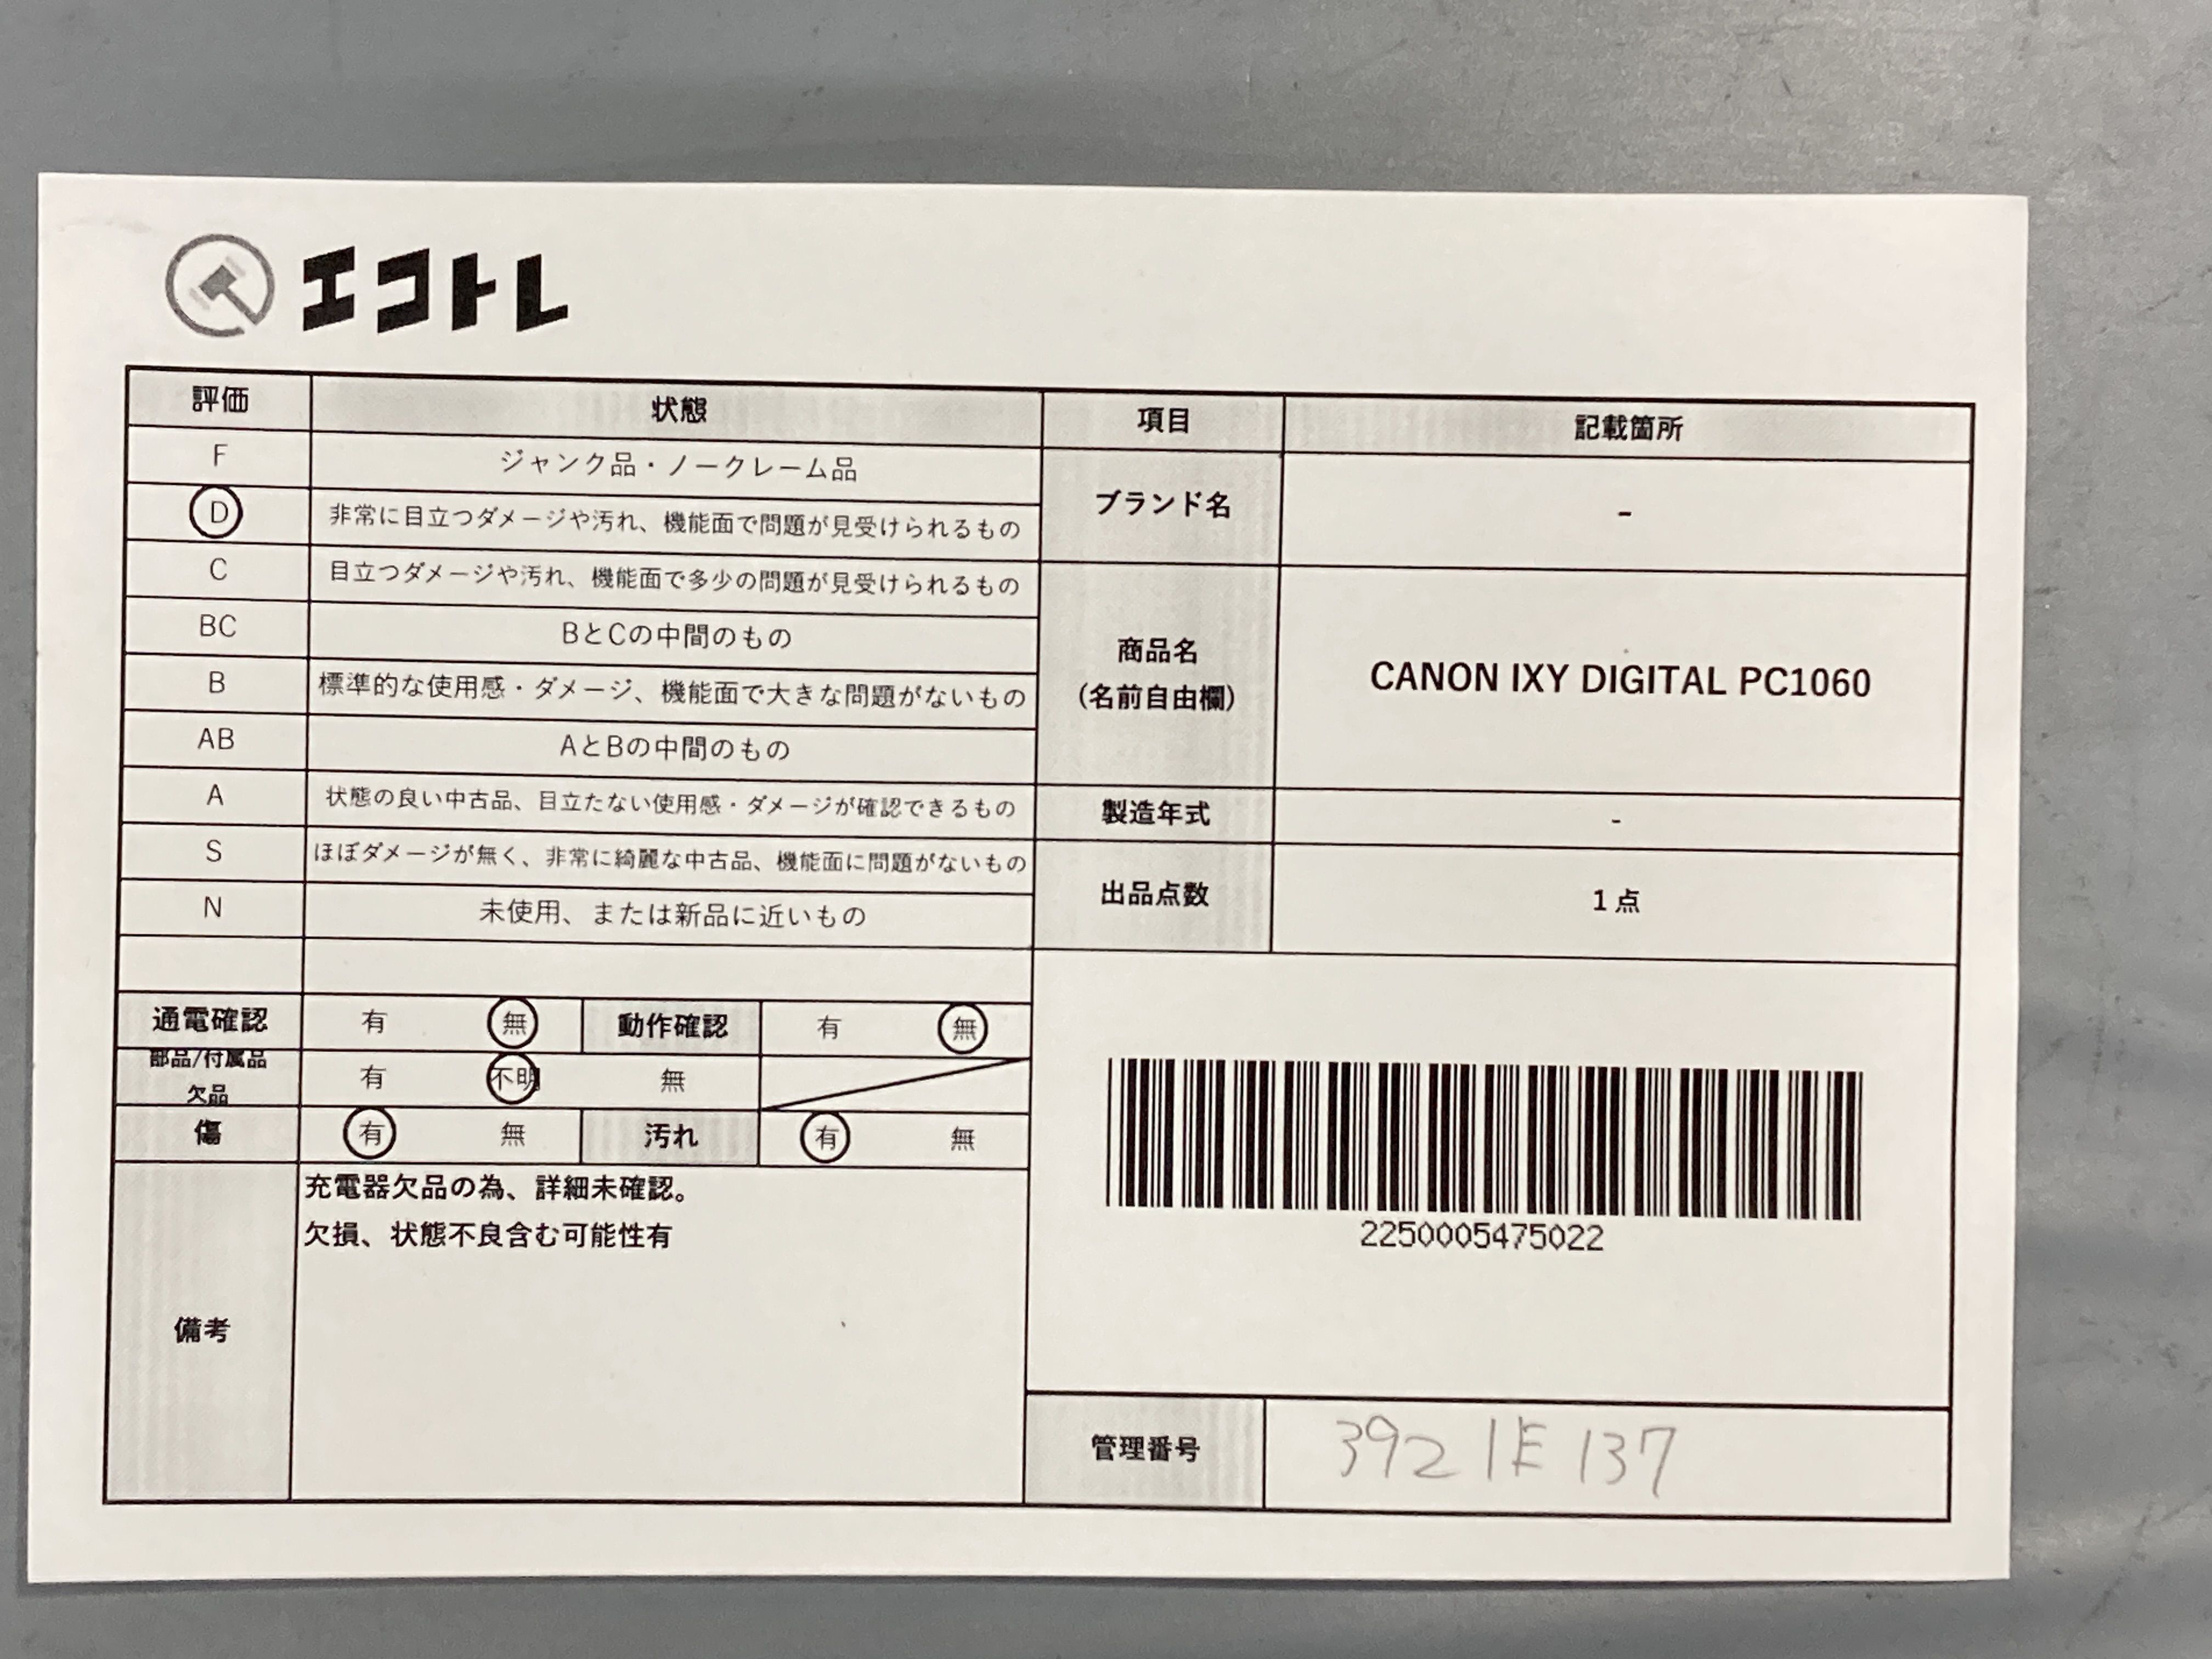 エコトレ
評価 状態 項目 記載箇所
F ジャンク品・ノークレーム品
D 非常に目立つダメージや汚れ、機能面で問題が見受けられるもの
ブランド名 -
C 目立つダメージや汚れ、機能面で多少の問題が見受けられるもの
BC BとCの中間のもの
商品名
(名前自由欄)
CANON IXY DIGITAL PC1060
B 標準的な使用感・ダメージ、機能面で大きな問題がないもの
AB AとBの中間のもの
A 状態の良い中古品、目立たない使用感・ダメージが確認できるもの
製造年式 -
S ほぼダメージが無く、非常に綺麗な中古品、機能面に問題がないもの
出品点数 1点
N 未使用、または新品に近いもの
通電確認 有 無 動作確認 有 無
部品/付属品
欠品
有 不明 無
傷 有 無 汚れ 有 無
備考
充電器欠品の為、詳細未確認。
欠損、状態不良含む可能性有
2250005475022
管理番号 3921E137